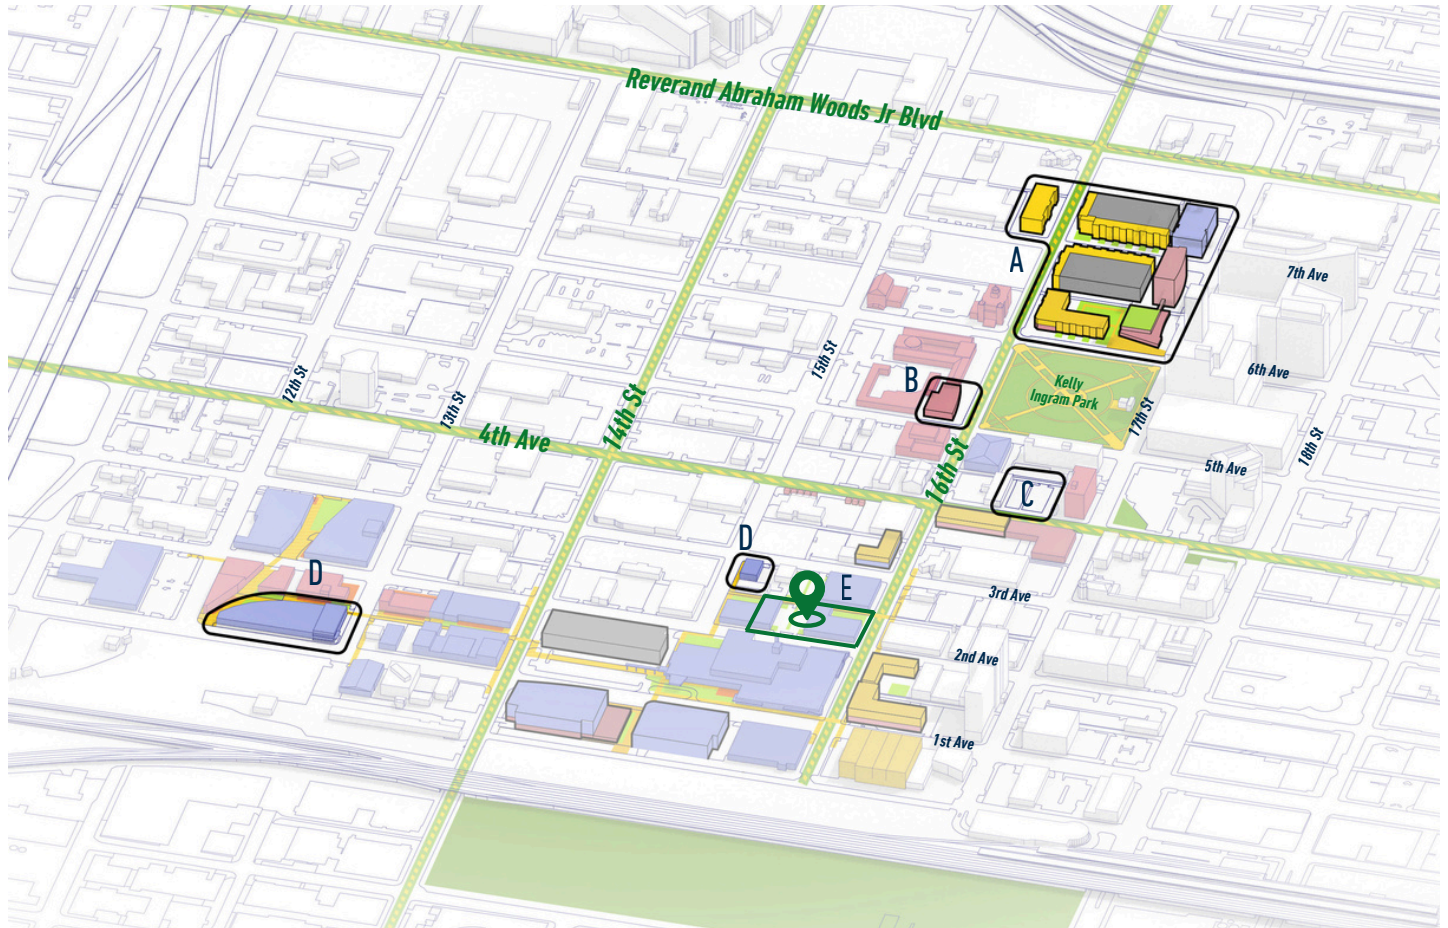 Reverand Abraham Woods Jr Blvd
A
7th Ave
15th St
6th Ave
12th St
B
Kelly
Ingram Park
13th St
14th St
17th St
4th Ave
18th St
5th Ave
16th St
C
D
D
E
3rd Ave
2nd Ave
1st Ave